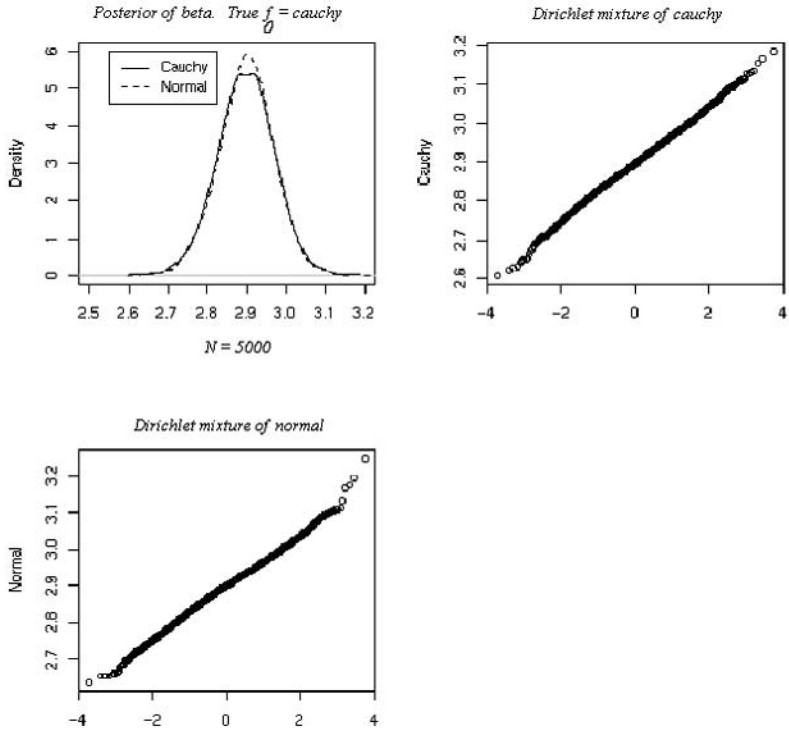 Posterior of beta. True f = cauchy
0
Cauchy
Normal
Density
6
5
4
3
2
1
0
2.5 2.6 2.7 2.8 2.9 3.0 3.1 3.2
N = 5000
Dirichlet mixture of cauchy
Cauchy
3.2
3.1
3.0
2.9
2.8
2.7
2.6
-4 -2 0 2 4
Dirichlet mixture of normal
Normal
3.2
3.1
3.0
2.9
2.8
2.7
-4 -2 0 2 4